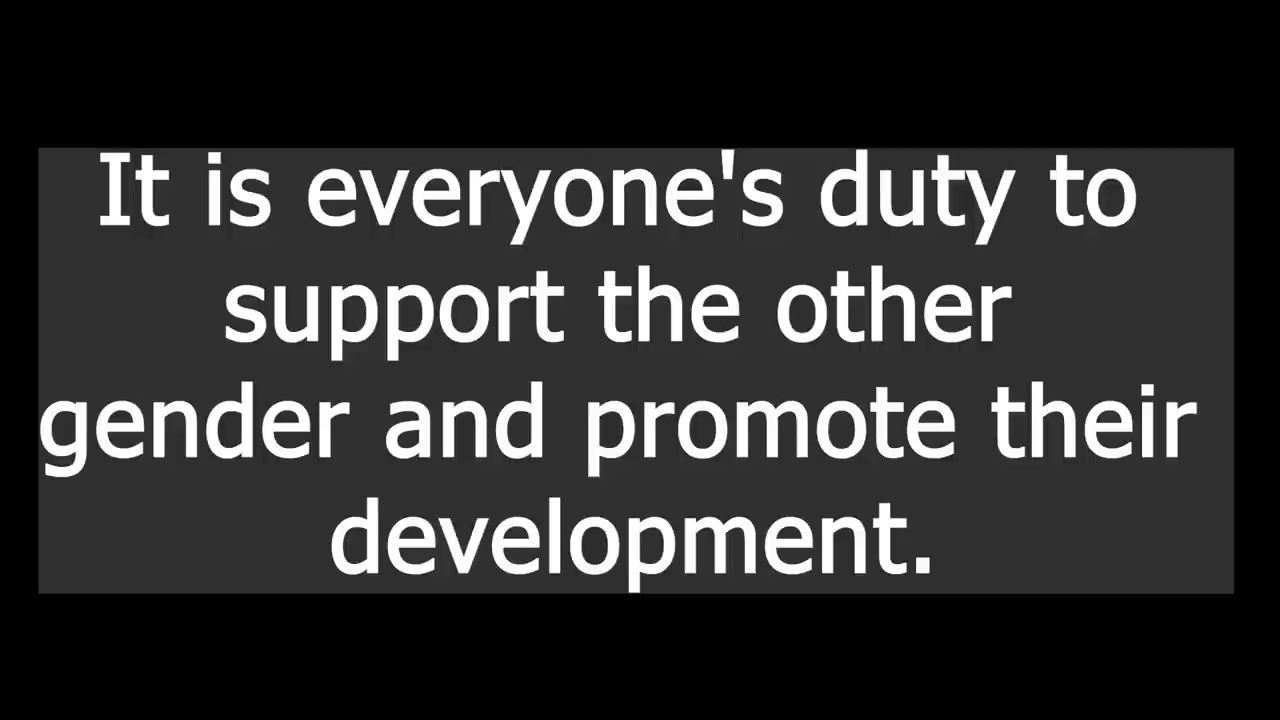 It is everyone's duty to
support the other
gender and promote their
development.